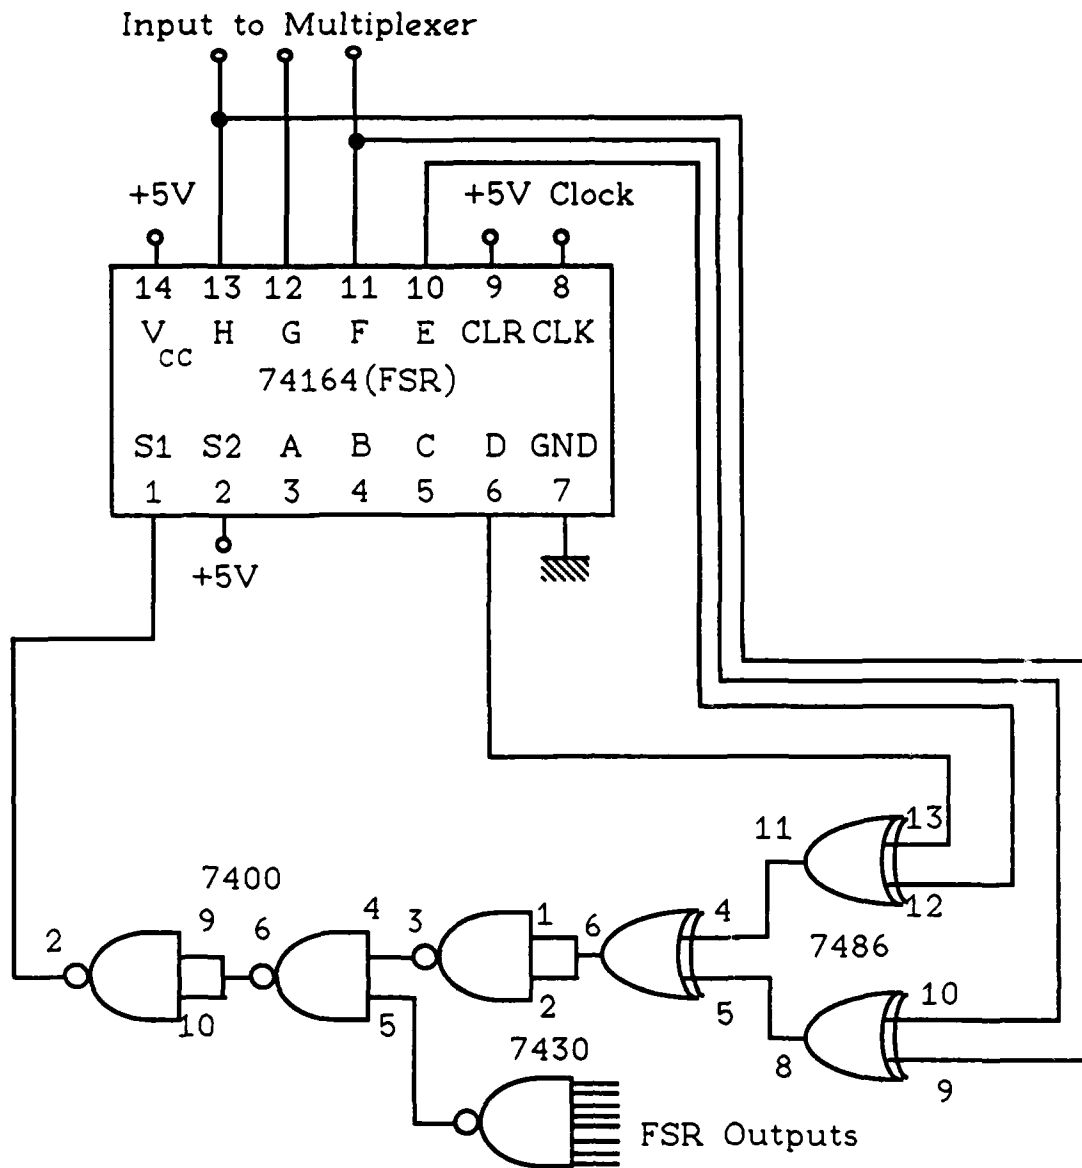 Input to Multiplexer
+5V
+5V Clock
14 13 12 11 10 9 8
V CC H G F E CLR CLK
74164(FSR)
S1 S2 A B C D GND
1 2 3 4 5 6 7
+5V
11
13
12
7486
7400
9
10
2
6
4
5
3
1
2
6
4
5
10
9
8
7430
FSR Outputs